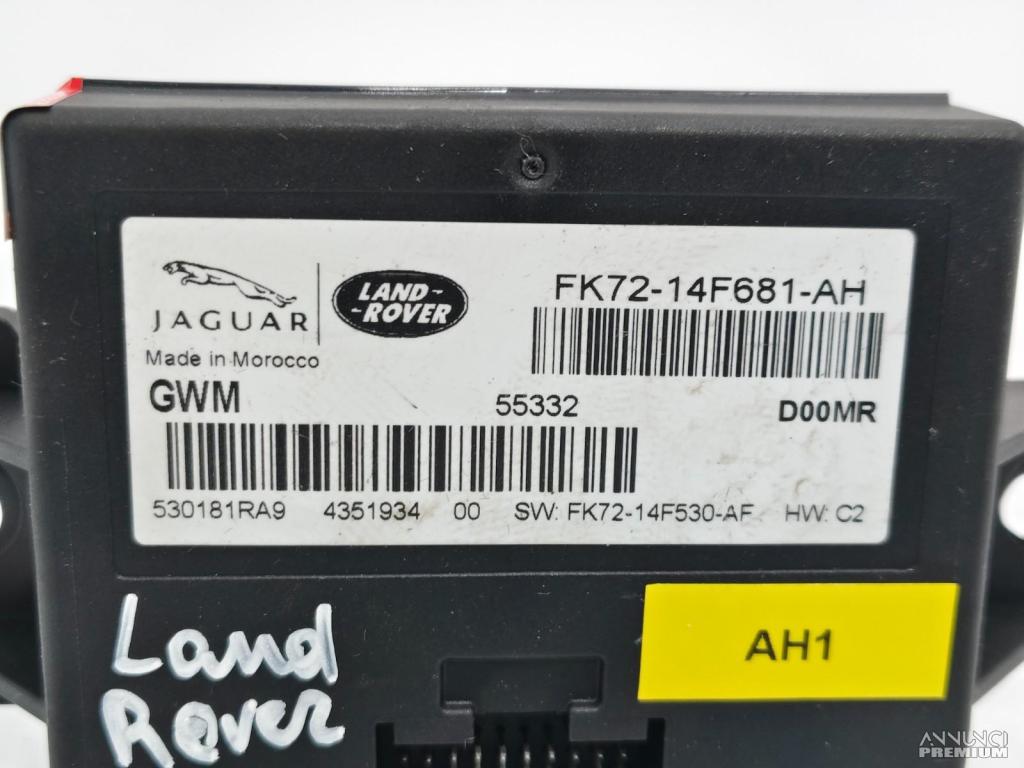 JAGUAR
LAND-
-ROVER
FK72-14F681-AH
Made in Morocco
GWM 55332 D00MR
530181RA9 4351934 00 SW: FK72-14F530-AF HW: C2
Land
Rover
AH1
ANNUNCI
PREMIUM